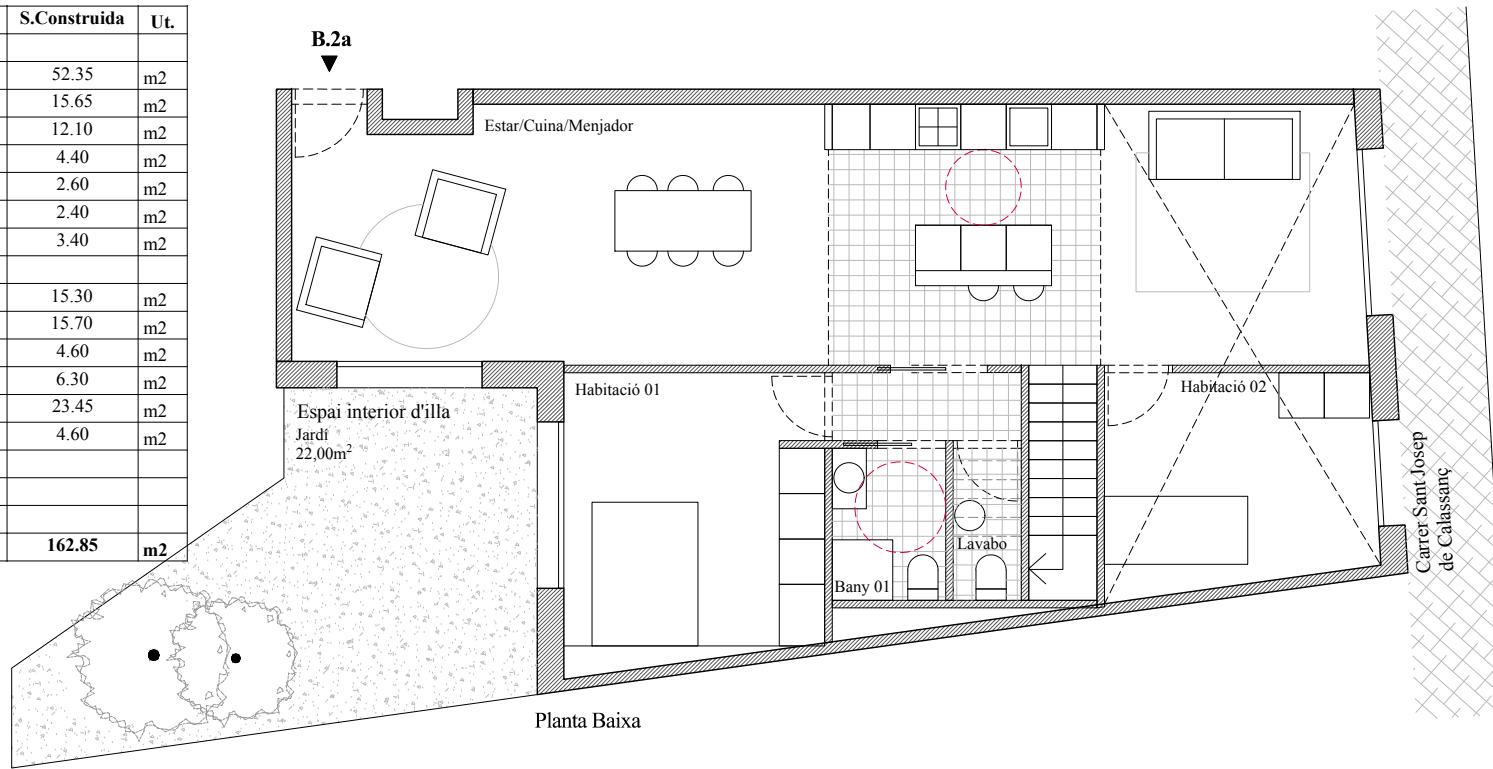 S.Construida Ut.
52.35 m2
15.65 m2
12.10 m2
4.40 m2
2.60 m2
2.40 m2
3.40 m2
15.30 m2
15.70 m2
4.60 m2
6.30 m2
23.45 m2
4.60 m2
162.85 m2
B.2a
Estar/Cuina/Menjador
Habitació 01
Habitació 02
Espai interior d'illa
Jardí
22,00m²
Bany 01
Lavabo
Carrer Sant Josep
de Calassanç
Planta Baixa